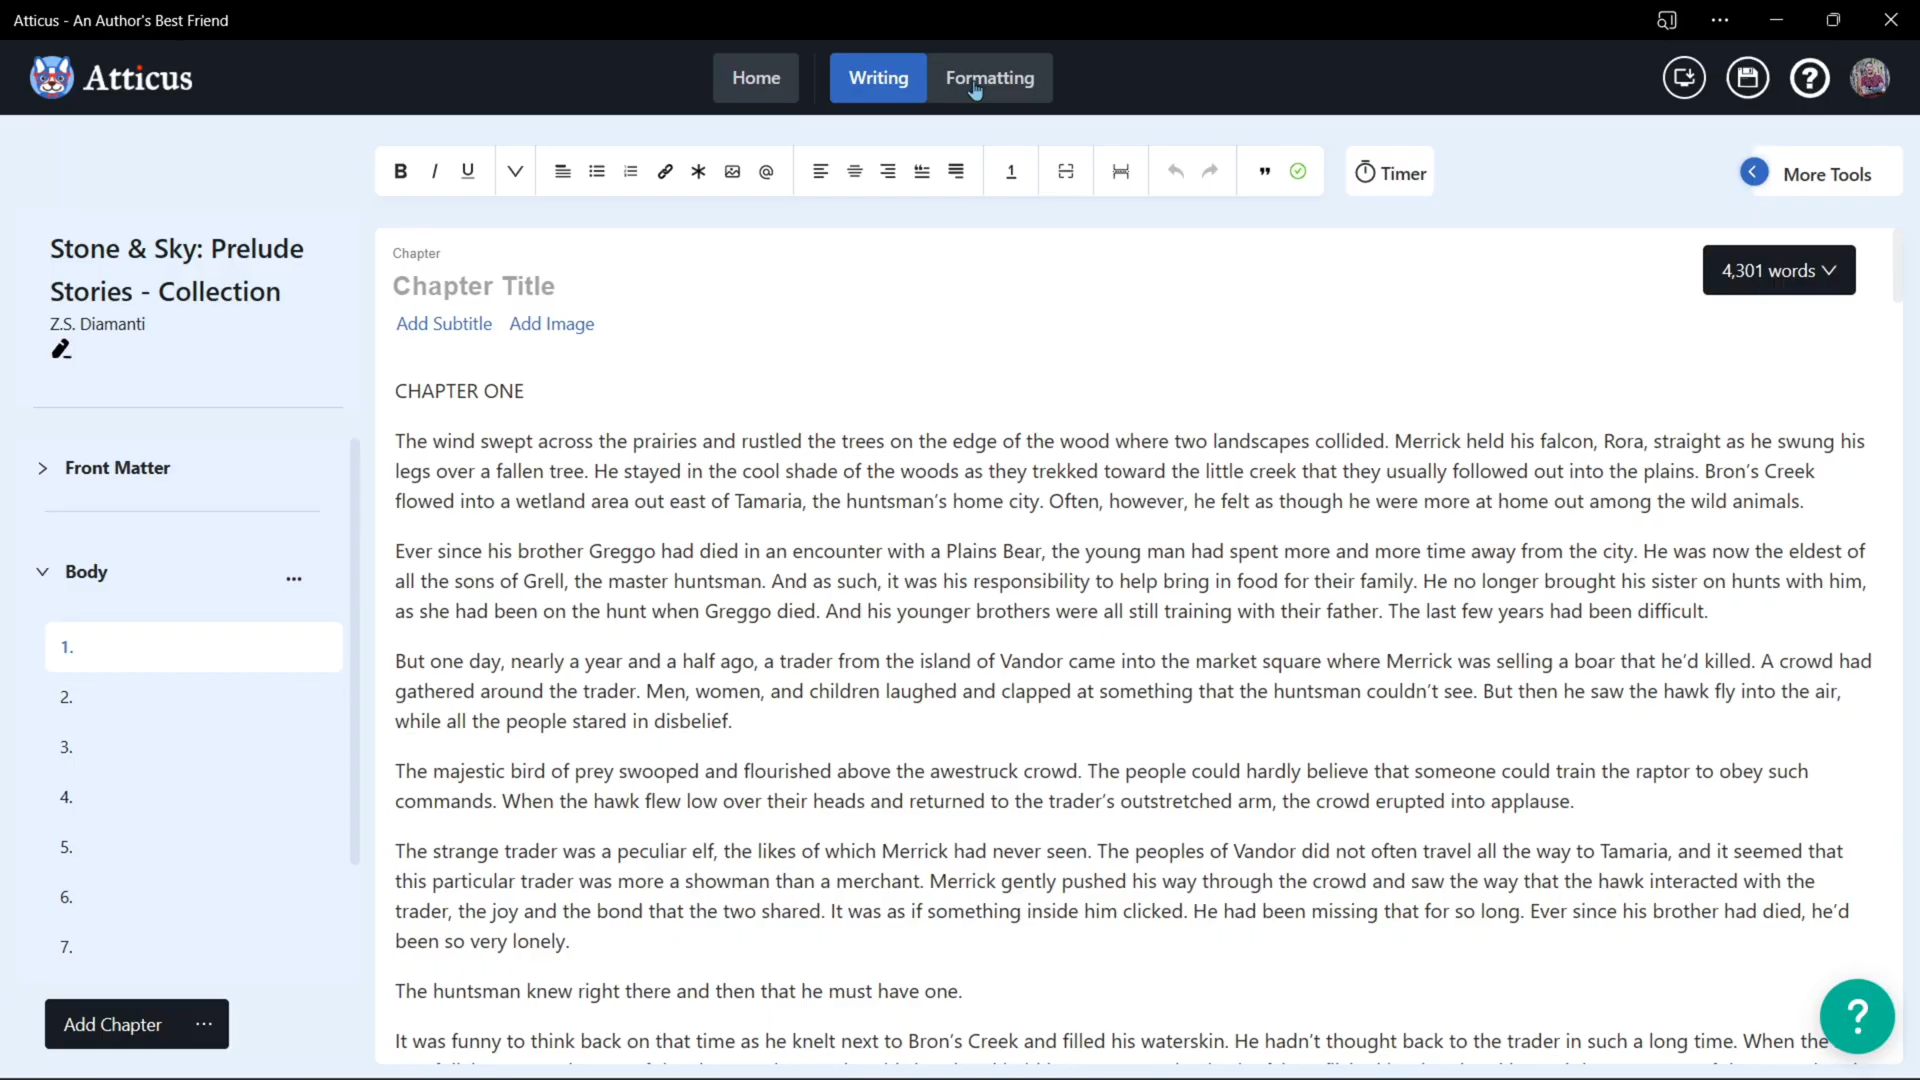 Atticus - An Author's Best Friend
Atticus
Home
Writing
Formatting
B I U
1
Timer
More Tools
Stone & Sky: Prelude
Stories - Collection
Z.S. Diamanti
Front Matter
Body
1.
2.
3.
4.
5.
6.
7.
Add Chapter
Chapter
Chapter Title
Add Subtitle Add Image
4,301 words
CHAPTER ONE
The wind swept across the prairies and rustled the trees on the edge of the wood where two landscapes collided. Merrick held his falcon, Rora, straight as he swung his
legs over a fallen tree. He stayed in the cool shade of the woods as they trekked toward the little creek that they usually followed out into the plains. Bron's Creek
flowed into a wetland area out east of Tamaria, the huntsman's home city. Often, however, he felt as though he were more at home out among the wild animals.
Ever since his brother Greggo had died in an encounter with a Plains Bear, the young man had spent more and more time away from the city. He was now the eldest of
all the sons of Grell, the master huntsman. And as such, it was his responsibility to help bring in food for their family. He no longer brought his sister on hunts with him,
as she had been on the hunt when Greggo died. And his younger brothers were all still training with their father. The last few years had been difficult.
But one day, nearly a year and a half ago, a trader from the island of Vandor came into the market square where Merrick was selling a boar that he'd killed. A crowd had
gathered around the trader. Men, women, and children laughed and clapped at something that the huntsman couldn't see. But then he saw the hawk fly into the air,
while all the people stared in disbelief.
The majestic bird of prey swooped and flourished above the awestruck crowd. The people could hardly believe that someone could train the raptor to obey such
commands. When the hawk flew low over their heads and returned to the trader's outstretched arm, the crowd erupted into applause.
The strange trader was a peculiar elf, the likes of which Merrick had never seen. The peoples of Vandor did not often travel all the way to Tamaria, and it seemed that
this particular trader was more a showman than a merchant. Merrick gently pushed his way through the crowd and saw the way that the hawk interacted with the
trader, the joy and the bond that the two shared. It was as if something inside him clicked. He had been missing that for so long. Ever since his brother had died, he'd
been so very lonely.
The huntsman knew right there and then that he must have one.
It was funny to think back on that time as he knelt next to Bron's Creek and filled his waterskin. He hadn't thought back to the trader in such a long time. When the